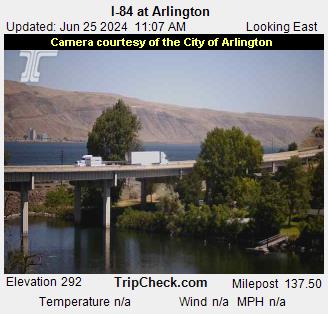 I-84 at Arlington
Updated: Jun 25 2024 11:07 AM Looking East
Camera courtesy of the City of Arlington
Elevation 292 TripCheck.com Milepost 137.50
Temperature n/a Wind n/a MPH n/a